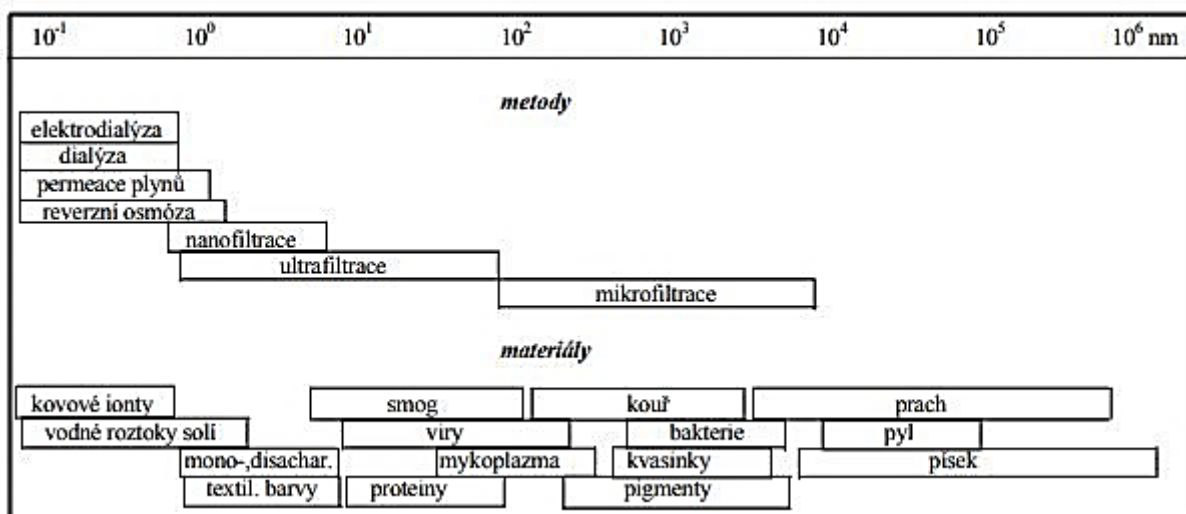 10⁻¹ 10⁰ 10¹ 10² 10³ 10⁴ 10⁵ 10⁶ nm
metody
elektrodialýza
dialýza
permeace plynů
reverzní osmóza
nanofiltrace
ultrafiltrace
mikrofiltrace
materiály
kovové ionty smog kouř prach
vodné roztoky solí viry bakterie pyl
mono-,disachar. mykoplazma kvasinky písek
textil. barvy proteiny pigmenty